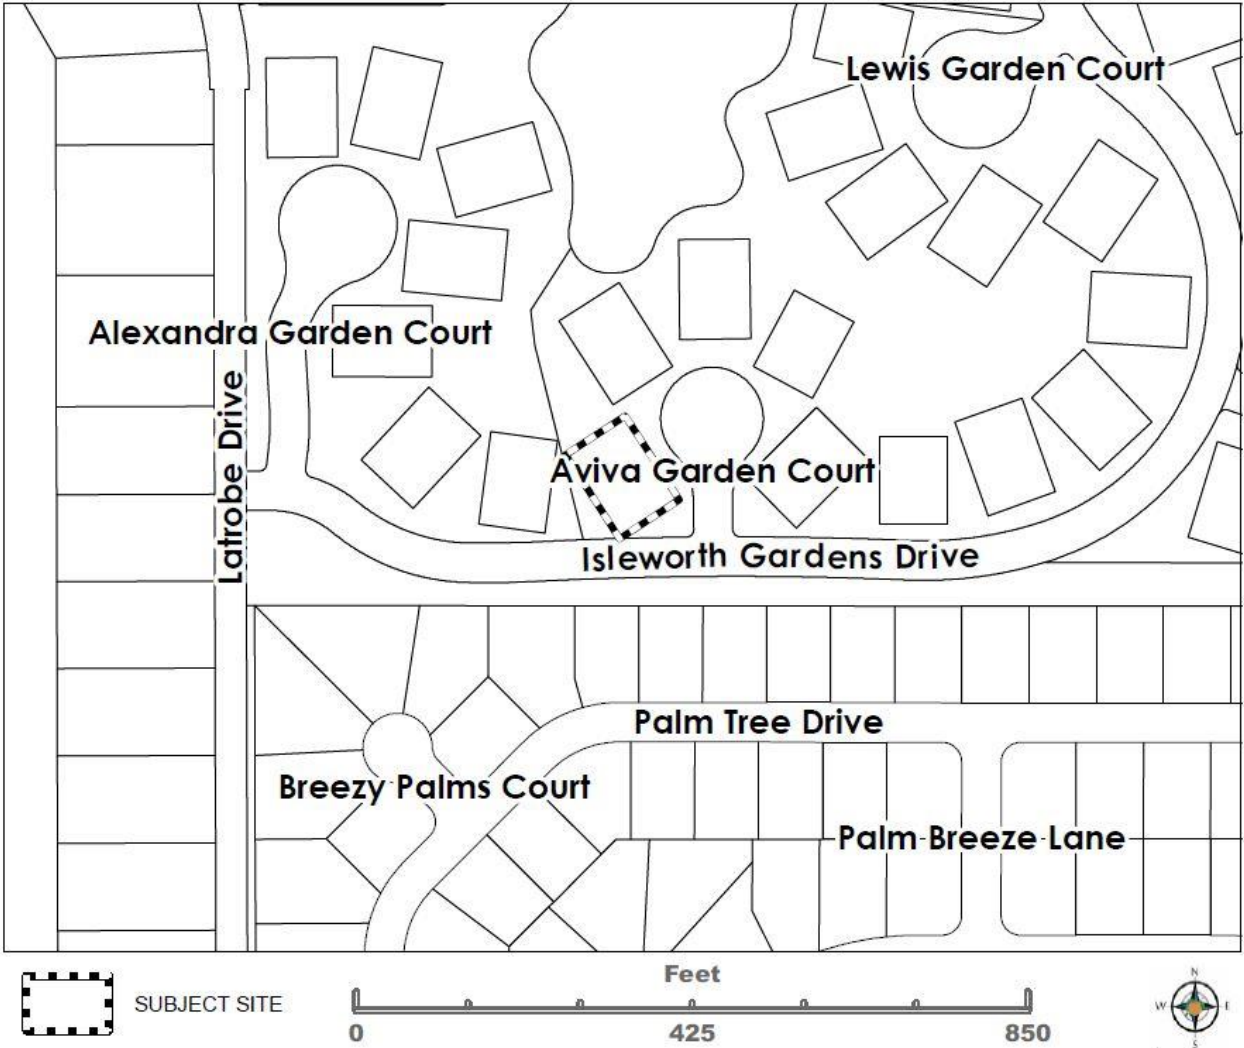 Lewis Garden Court
Alexandra Garden Court
Latrobe Drive
Aviva Garden Court
Isleworth Gardens Drive
Palm Tree Drive
Breezy Palms Court
Palm Breeze Lane
SUBJECT SITE
Feet
0 425 850
N
W E
S